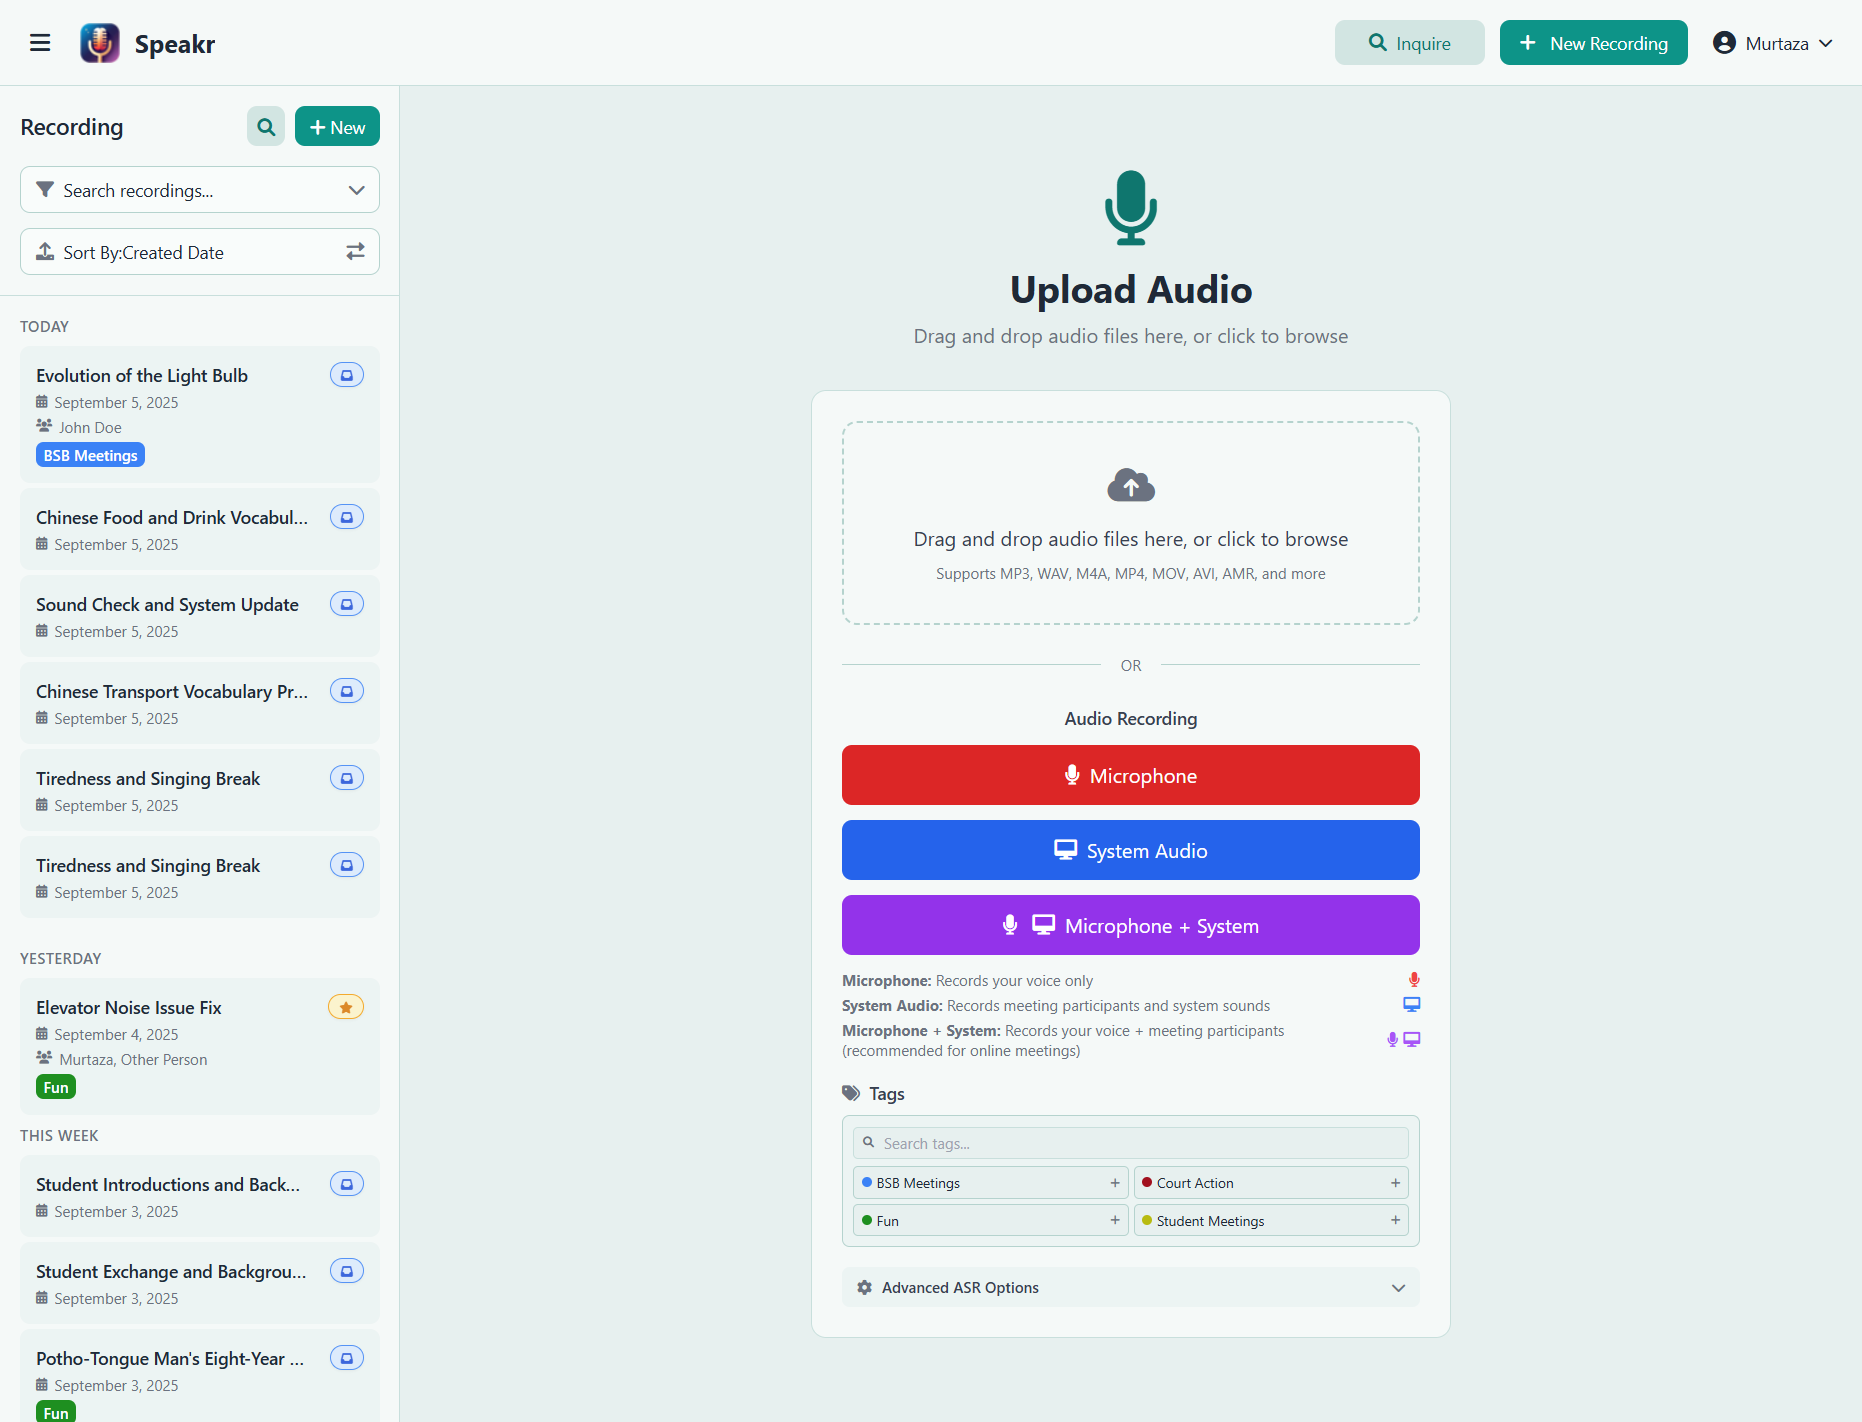 Speakr
Inquire
New Recording
Murtaza
Recording
New
Search recordings...
Sort By:Created Date
TODAY
Evolution of the Light Bulb
September 5, 2025
John Doe
BSB Meetings
Chinese Food and Drink Vocabul...
September 5, 2025
Sound Check and System Update
September 5, 2025
Chinese Transport Vocabulary Pr...
September 5, 2025
Tiredness and Singing Break
September 5, 2025
Tiredness and Singing Break
September 5, 2025
YESTERDAY
Elevator Noise Issue Fix
September 4, 2025
Murtaza, Other Person
Fun
THIS WEEK
Student Introductions and Back...
September 3, 2025
Student Exchange and Backgrou...
September 3, 2025
Potho-Tongue Man's Eight-Year ...
September 3, 2025
Fun
Upload Audio
Drag and drop audio files here, or click to browse
Drag and drop audio files here, or click to browse
Supports MP3, WAV, M4A, MP4, MOV, AVI, AMR, and more
OR
Audio Recording
Microphone
System Audio
Microphone + System
Microphone: Records your voice only
System Audio: Records meeting participants and system sounds
Microphone + System: Records your voice + meeting participants
(recommended for online meetings)
Tags
Search tags...
BSB Meetings +
Court Action +
Fun +
Student Meetings +
Advanced ASR Options